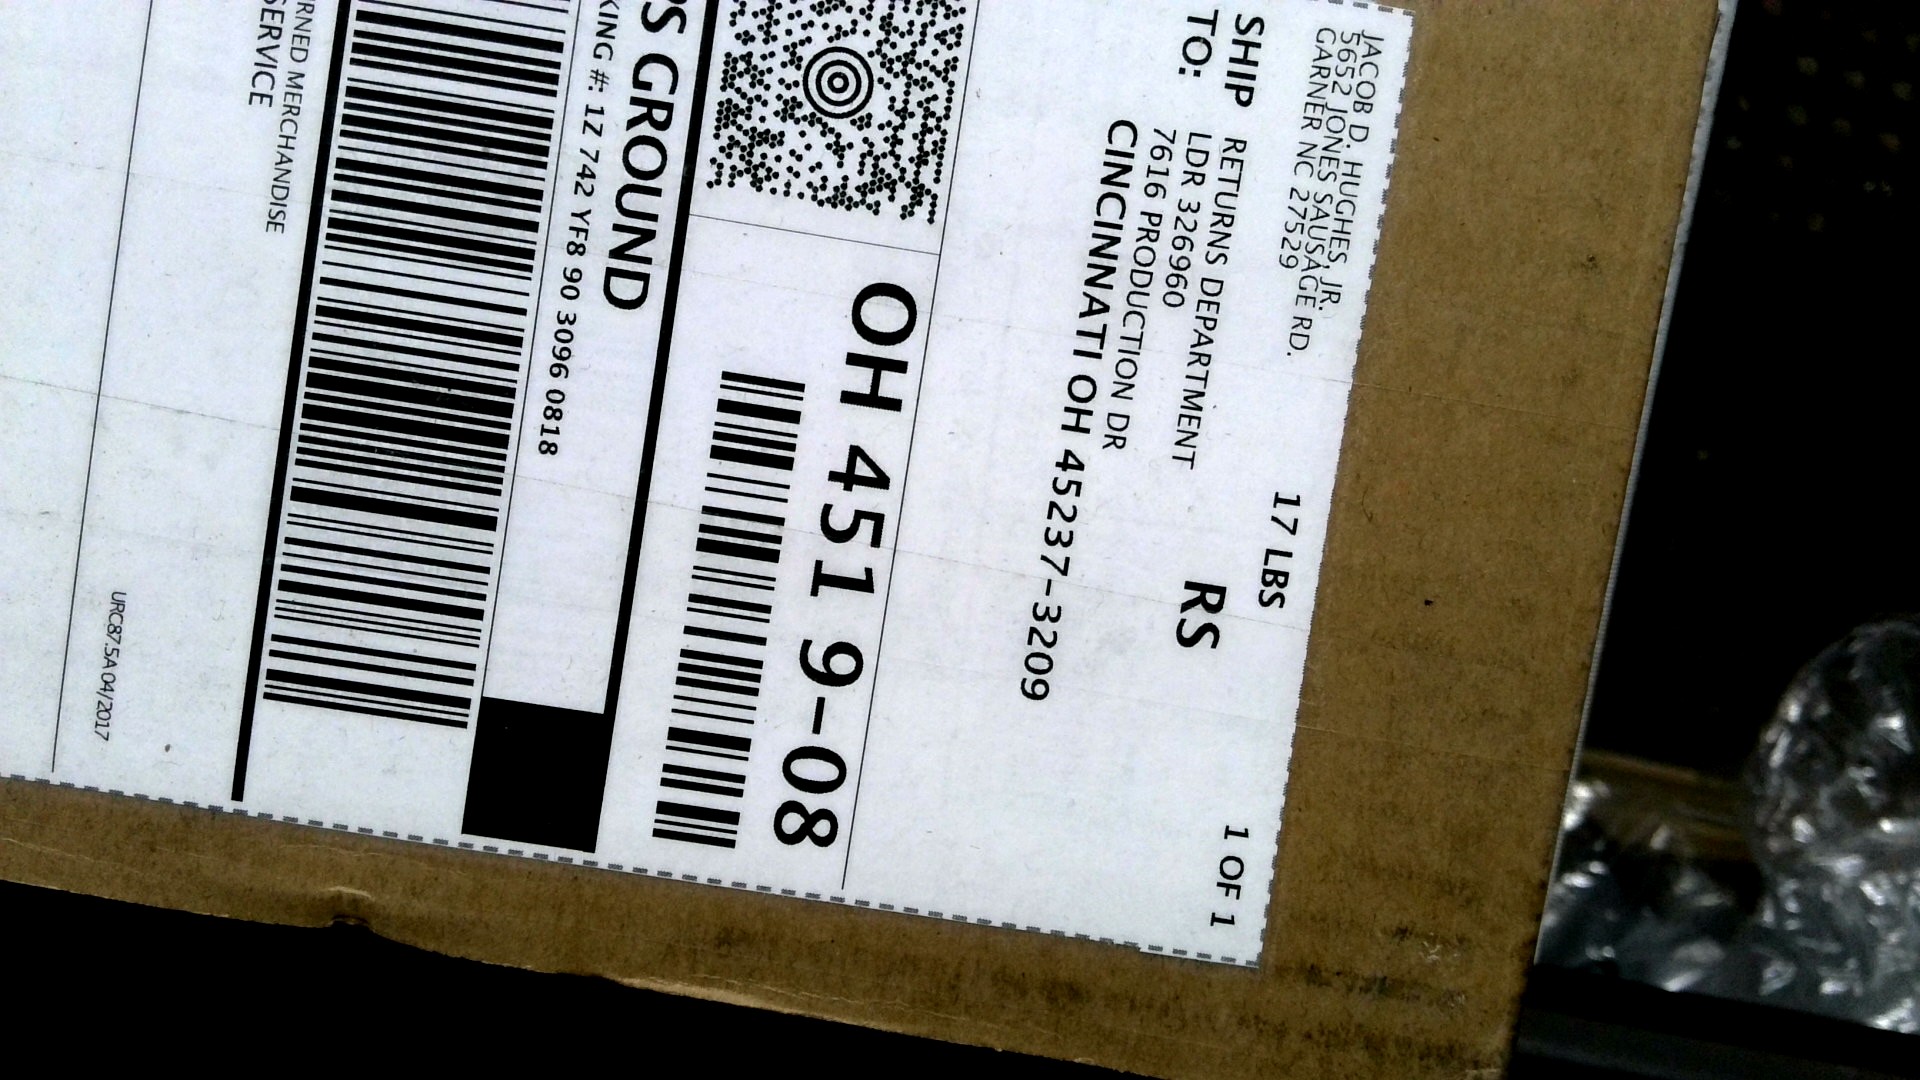 JACOB D. HUGHES, JR.
5652 JONES SAUSAGE RD.
GARNER NC 27529
17 LBS
1 OF 1
SHIP
TO:
RETURNS DEPARTMENT
LDR 326960
7616 PRODUCTION DR
CINCINNATI OH 45237-3209
RS
OH 451 9-08
PS GROUND
KING #: 1Z 742 YF8 90 3096 0818
RNED MERCHANDISE
SERVICE
URC87.5A 04/2017